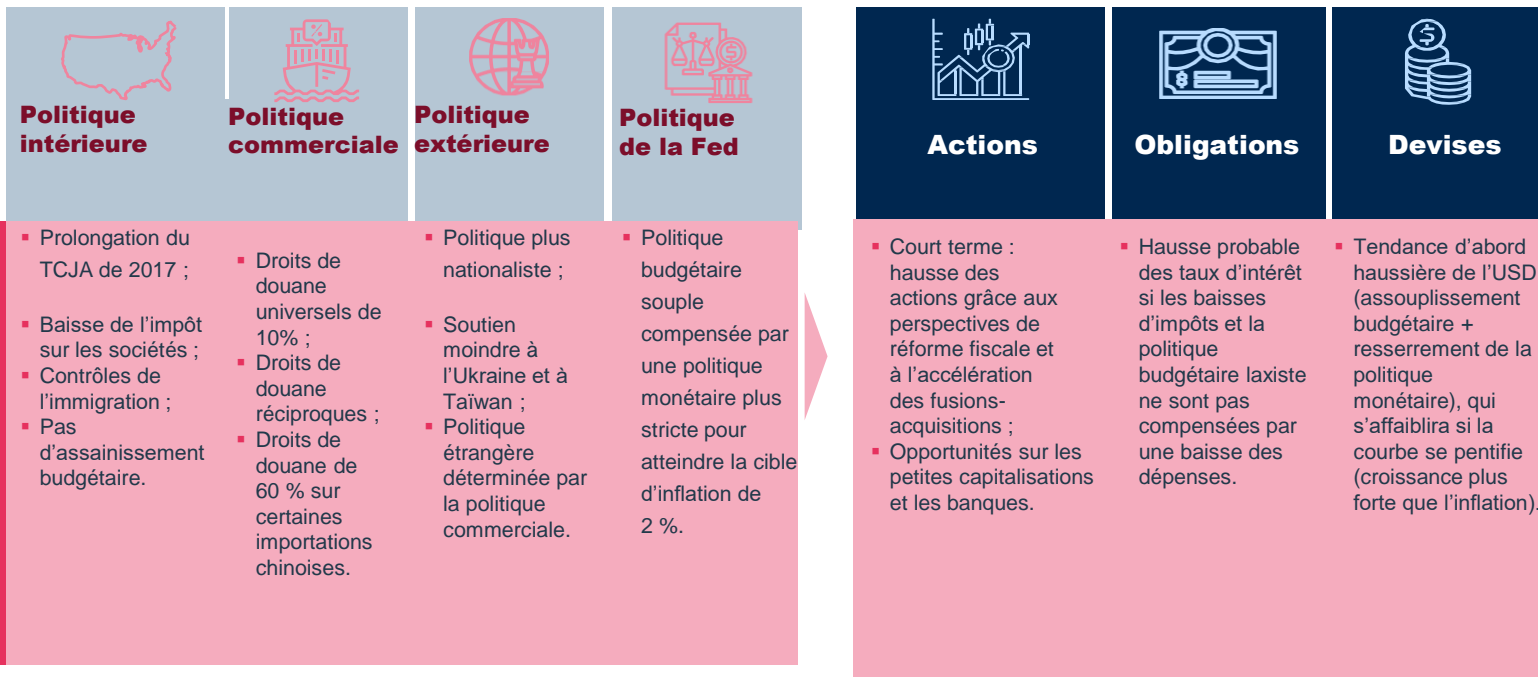 Politique
intérieure
Politique
commerciale
Politique
extérieure
Politique
de la Fed
Actions
Obligations
Devises
▪ Prolongation du
TCJA de 2017 ;
▪ Baisse de l’impôt
sur les sociétés ;
▪ Contrôles de
l’immigration ;
▪ Pas
d’assainissement
budgétaire.
▪ Droits de
douane
universels de
10% ;
▪ Droits de
douane
réciproques ;
▪ Droits de
douane de
60 % sur
certaines
importations
chinoises.
▪ Politique plus
nationaliste ;
▪ Soutien
moindre à
l’Ukraine et à
Taïwan ;
▪ Politique
étrangère
déterminée par
la politique
commerciale.
▪ Politique
budgétaire
souple
compensée par
une politique
monétaire plus
stricte pour
atteindre la cible
d’inflation de
2 %.
▪ Court terme :
hausse des
actions grâce aux
perspectives de
réforme fiscale et
à l’accélération
des fusions-
acquisitions ;
▪ Opportunités sur les
petites capitalisations
et les banques.
▪ Hausse probable
des taux d’intérêt
si les baisses
d’impôts et la
politique
budgétaire laxiste
ne sont pas
compensées par
une baisse des
dépenses.
▪ Tendance d’abord
haussière de l’USD
(assouplissement
budgétaire +
resserrement de la
politique
monétaire), qui
s’affaiblira si la
courbe se pentifie
(croissance plus
forte que l’inflation).